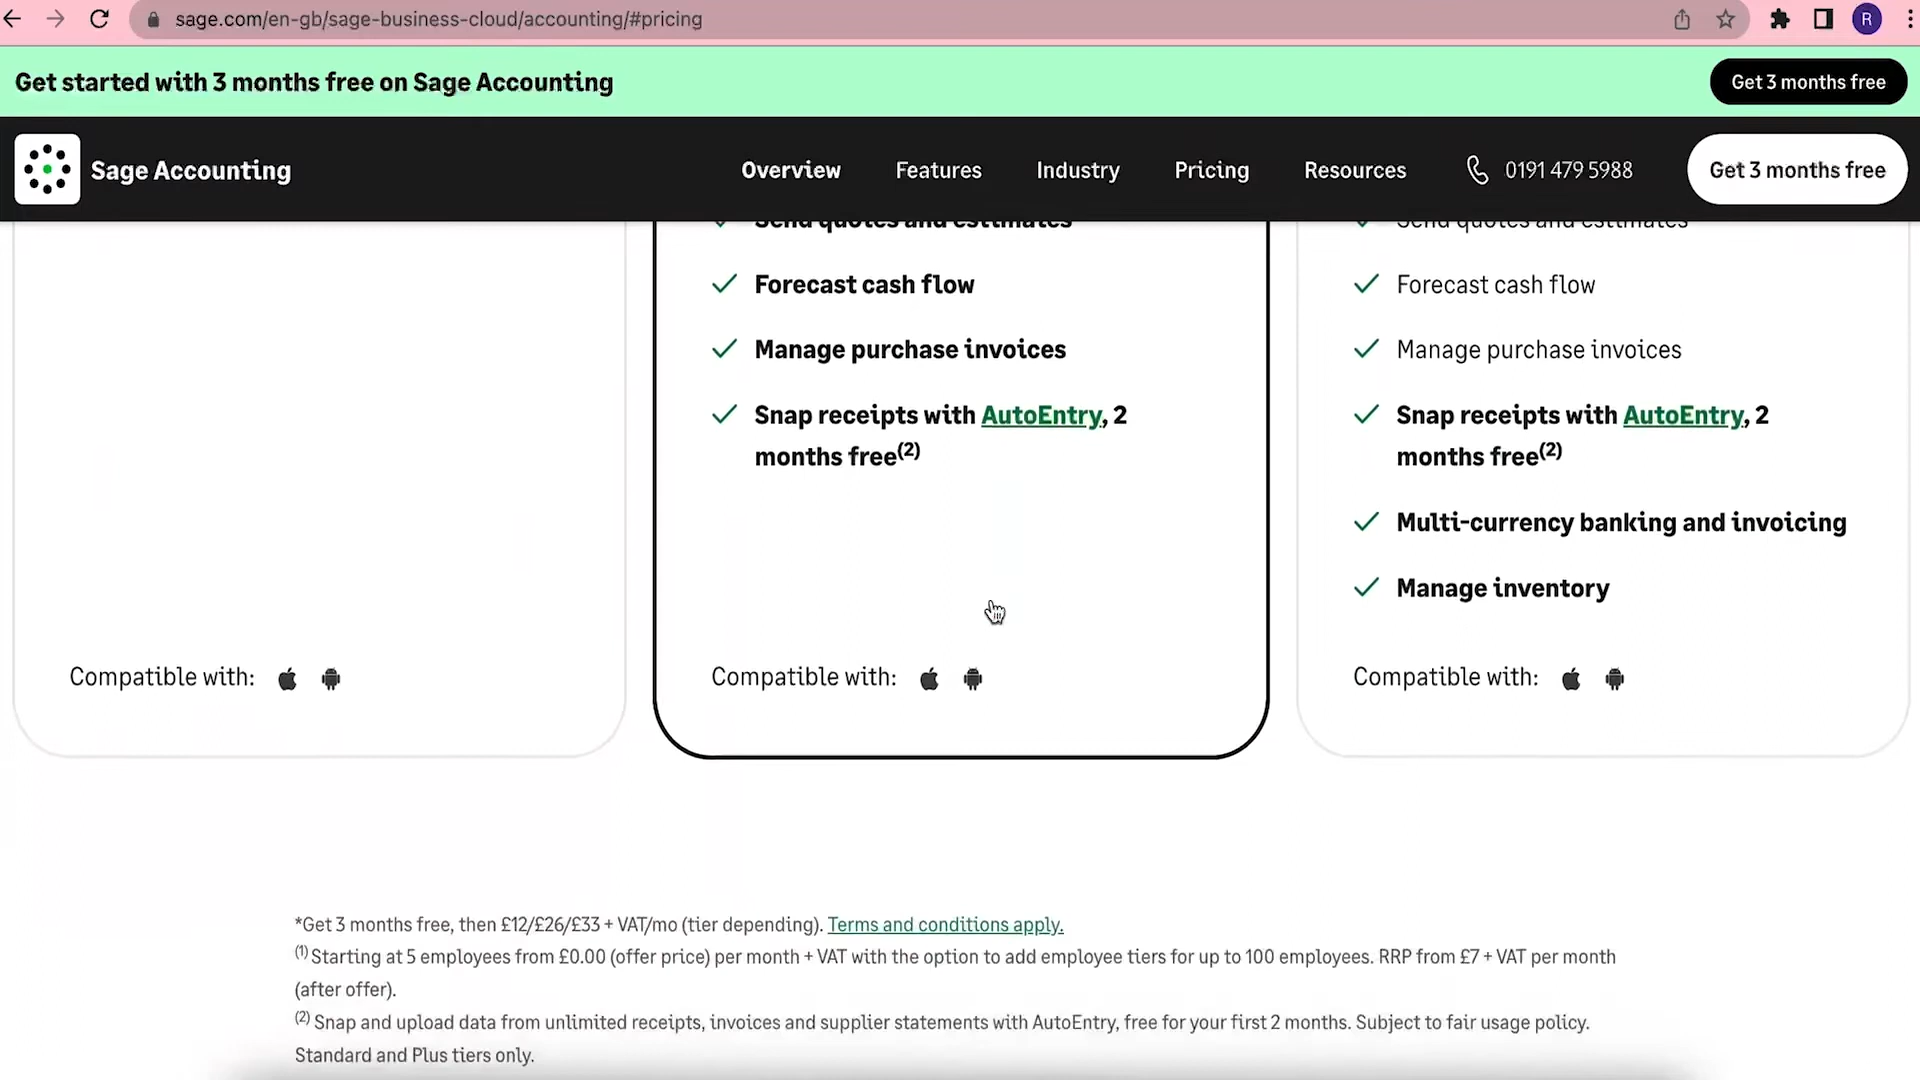 sage.com/en-gb/sage-business-cloud/accounting/#pricing
R
Get started with 3 months free on Sage Accounting
Get 3 months free
Sage Accounting
Overview
Features
Industry
Pricing
Resources
0191 479 5988
Get 3 months free
Send quotes and estimates
Forecast cash flow
Manage purchase invoices
Snap receipts with AutoEntry, 2
months free(2)
Send quotes and estimates
Forecast cash flow
Manage purchase invoices
Snap receipts with AutoEntry, 2
months free(2)
Multi-currency banking and invoicing
Manage inventory
Compatible with:
Compatible with:
Compatible with:
*Get 3 months free, then £12/£26/£33 + VAT/mo (tier depending). Terms and conditions apply.
(1) Starting at 5 employees from £0.00 (offer price) per month + VAT with the option to add employee tiers for up to 100 employees. RRP from £7 + VAT per month
(after offer).
(2) Snap and upload data from unlimited receipts, invoices and supplier statements with AutoEntry, free for your first 2 months. Subject to fair usage policy.
Standard and Plus tiers only.